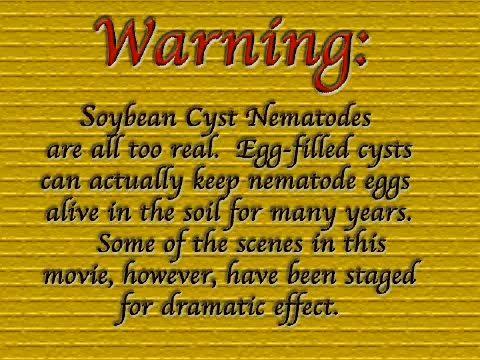 Warning:
Soybean Cyst Nematodes
are all too real. Egg-filled cysts
can actually keep nematode eggs
alive in the soil for many years.
Some of the scenes in this
movie, however, have been staged
for dramatic effect.